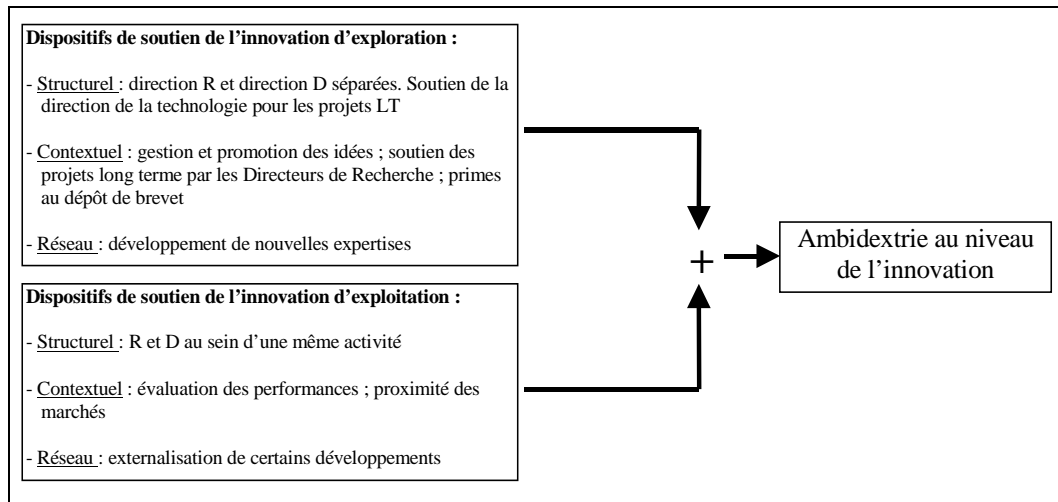 Dispositifs de soutien de l’innovation d’exploration :
- Structurel : direction R et direction D séparées. Soutien de la
direction de la technologie pour les projets LT
- Contextuel : gestion et promotion des idées ; soutien des
projets long terme par les Directeurs de Recherche ; primes
au dépôt de brevet
- Réseau : développement de nouvelles expertises
Dispositifs de soutien de l’innovation d’exploitation :
- Structurel : R et D au sein d’une même activité
- Contextuel : évaluation des performances ; proximité des
marchés
- Réseau : externalisation de certains développements
+
Ambidextrie au niveau
de l’innovation